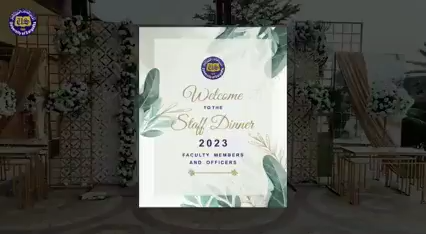 Welcome
TO THE
Staff Dinner
2023
FACULTY MEMBERS
AND OFFICERS